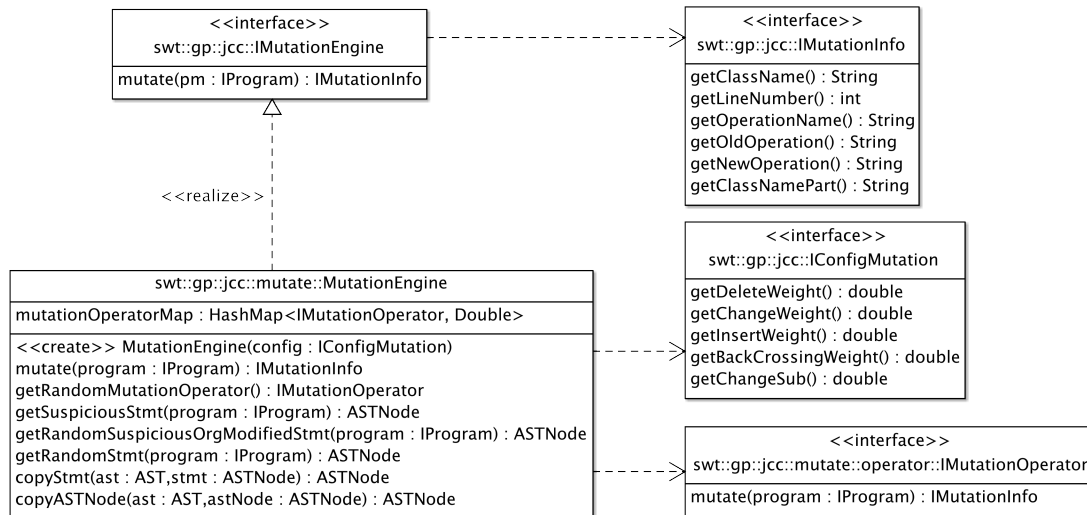 <<interface>>
swt::gp::jcc::IMutationEngine
mutate(pm : IProgram) : IMutationInfo
<<interface>>
swt::gp::jcc::IMutationInfo
getClassName() : String
getLineNumber() : int
getOperationName() : String
getOldOperation() : String
getNewOperation() : String
getClassNamePart() : String
<<realize>>
<<interface>>
swt::gp::jcc::IConfigMutation
getDeleteWeight() : double
getChangeWeight() : double
getInsertWeight() : double
getBackCrossingWeight() : double
getChangeSub() : double
swt::gp::jcc::mutate::MutationEngine
mutationOperatorMap : HashMap<IMutationOperator, Double>
<<create>> MutationEngine(config : IConfigMutation)
mutate(program : IProgram) : IMutationInfo
getRandomMutationOperator() : IMutationOperator
getSuspiciousStmt(program : IProgram) : ASTNode
getRandomSuspiciousOrgModifiedStmt(program : IProgram) : ASTNode
getRandomStmt(program : IProgram) : ASTNode
copyStmt(ast : AST,stmt : ASTNode) : ASTNode
copyASTNode(ast : AST,astNode : ASTNode) : ASTNode
<<interface>>
swt::gp::jcc::mutate::operator::IMutationOperator
mutate(program : IProgram) : IMutationInfo